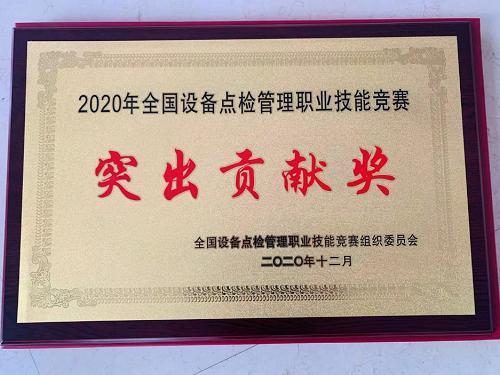 2020年全国设备点检管理职业技能竞赛
突出贡献奖
全国设备点检管理职业技能竞赛组织委员会
二〇二〇年十二月